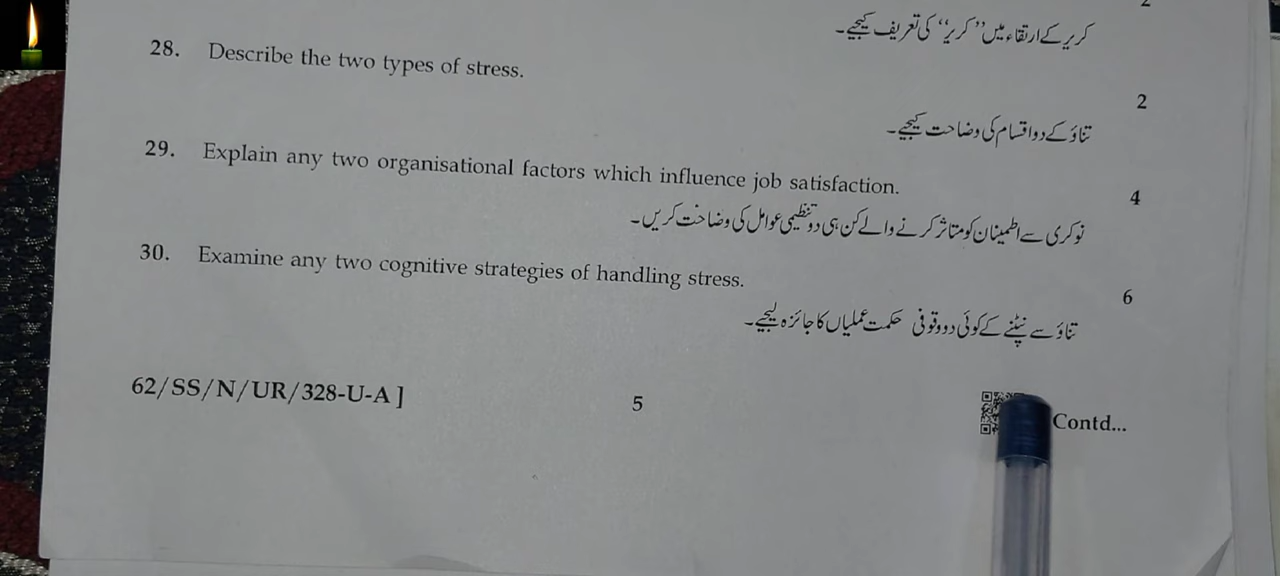 کریر کے ارتقاء میں ”کریر“ کی تعریف کیجیے۔
28. Describe the two types of stress.
2
تناؤ کے دو اقسام کی وضاحت کیجیے۔
29. Explain any two organisational factors which influence job satisfaction.
4
نوکری سے اطمینان کو متاثر کرنے والے کن ہی دو تنظیمی عوامل کی وضاحت کریں۔
30. Examine any two cognitive strategies of handling stress.
6
تناؤ سے نپٹنے کے کوئی دو وقوفی حکمت عملیاں کا جائزہ لیجیے۔
62/SS/N/UR/328-U-A ]
5
Contd...